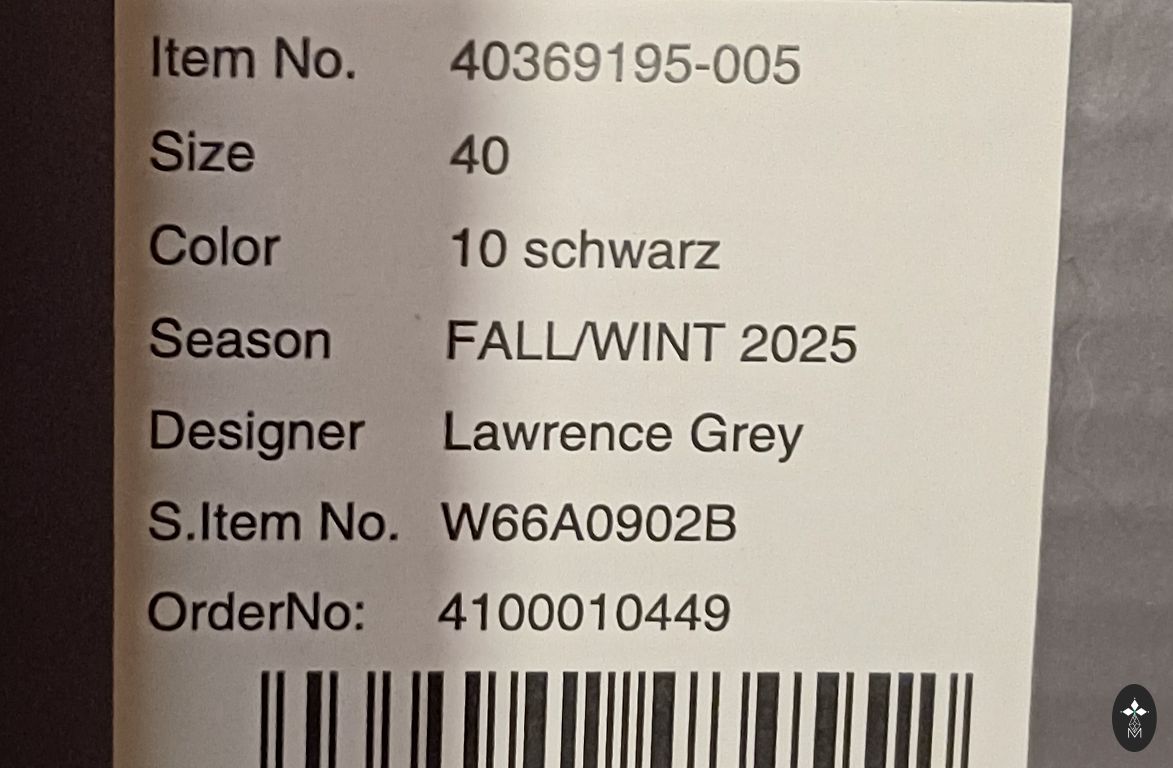 Item No. 40369195-005
Size 40
Color 10 schwarz
Season FALL/WINT 2025
Designer Lawrence Grey
S.Item No. W66A0902B
OrderNo: 4100010449
M